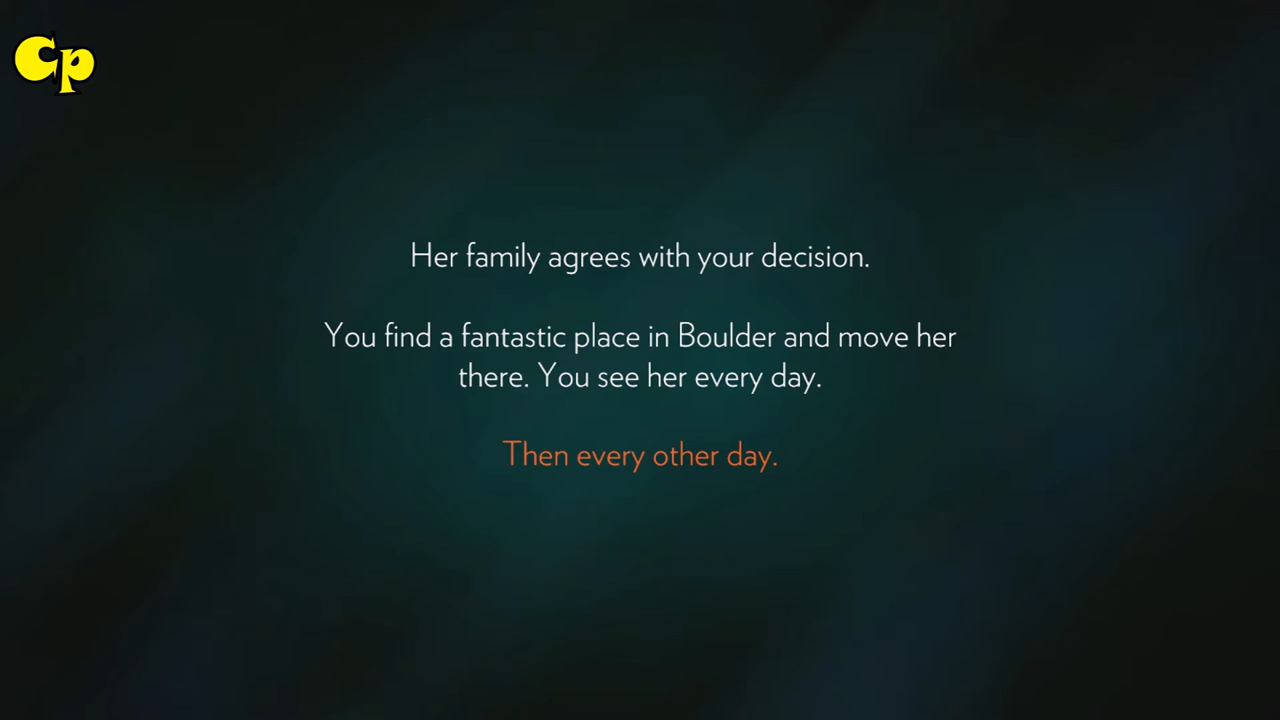 Cp
Her family agrees with your decision.
You find a fantastic place in Boulder and move her
there. You see her every day.
Then every other day.